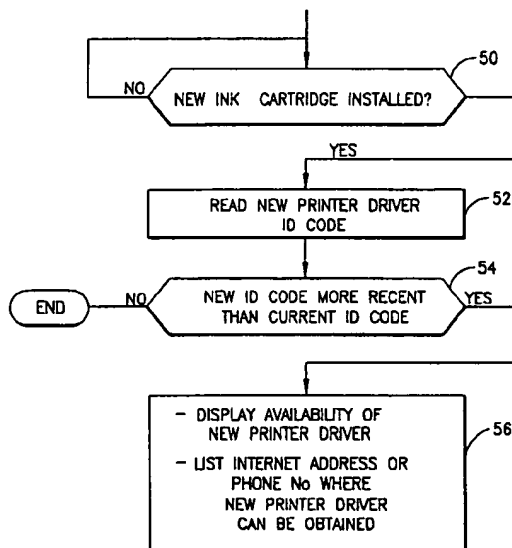 50
NO
NEW INK CARTRIDGE INSTALLED?
YES
READ NEW PRINTER DRIVER
ID CODE
52
54
END
NO
NEW ID CODE MORE RECENT
THAN CURRENT ID CODE
YES
- DISPLAY AVAILABILITY OF
NEW PRINTER DRIVER
- LIST INTERNET ADDRESS OR
PHONE No WHERE
NEW PRINTER DRIVER
CAN BE OBTAINED
56